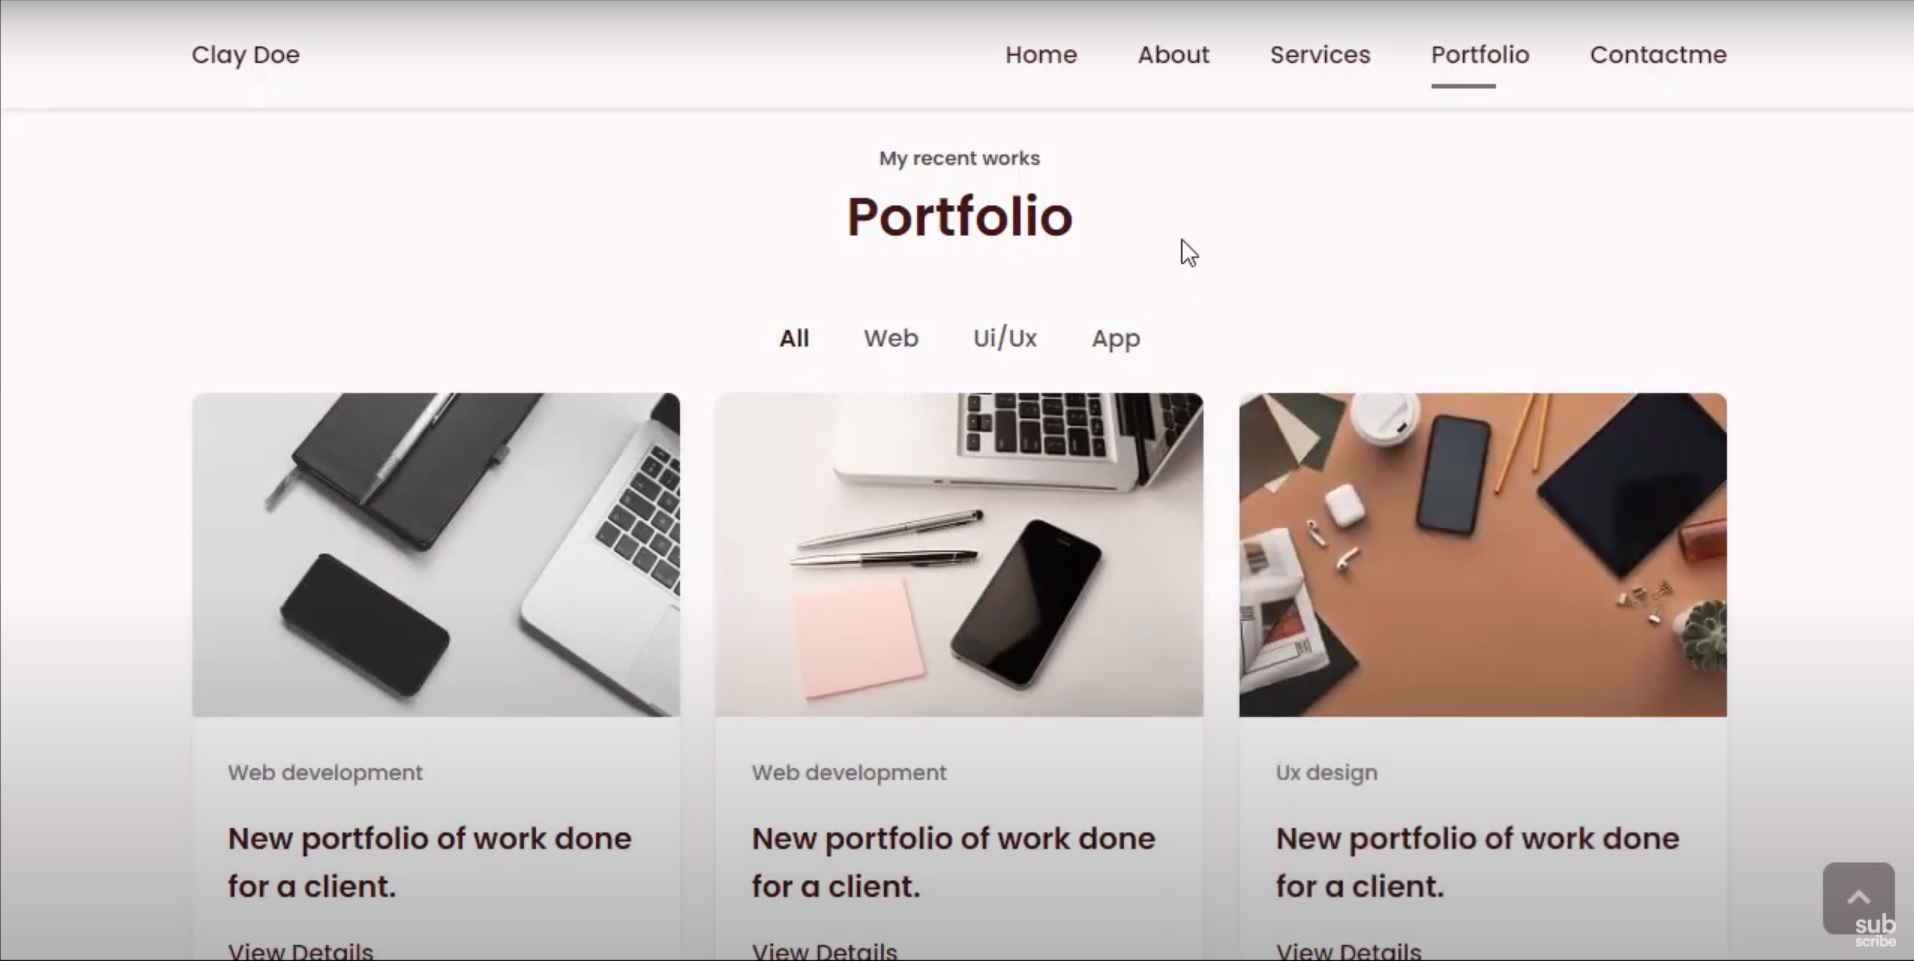 Clay Doe
Home
About
Services
Portfolio
Contactme
My recent works
Portfolio
All
Web
Ui/Ux
App
Web development
New portfolio of work done
for a client.
View Details
Web development
New portfolio of work done
for a client.
View Details
Ux design
New portfolio of work done
for a client.
View Details
sub
scribe